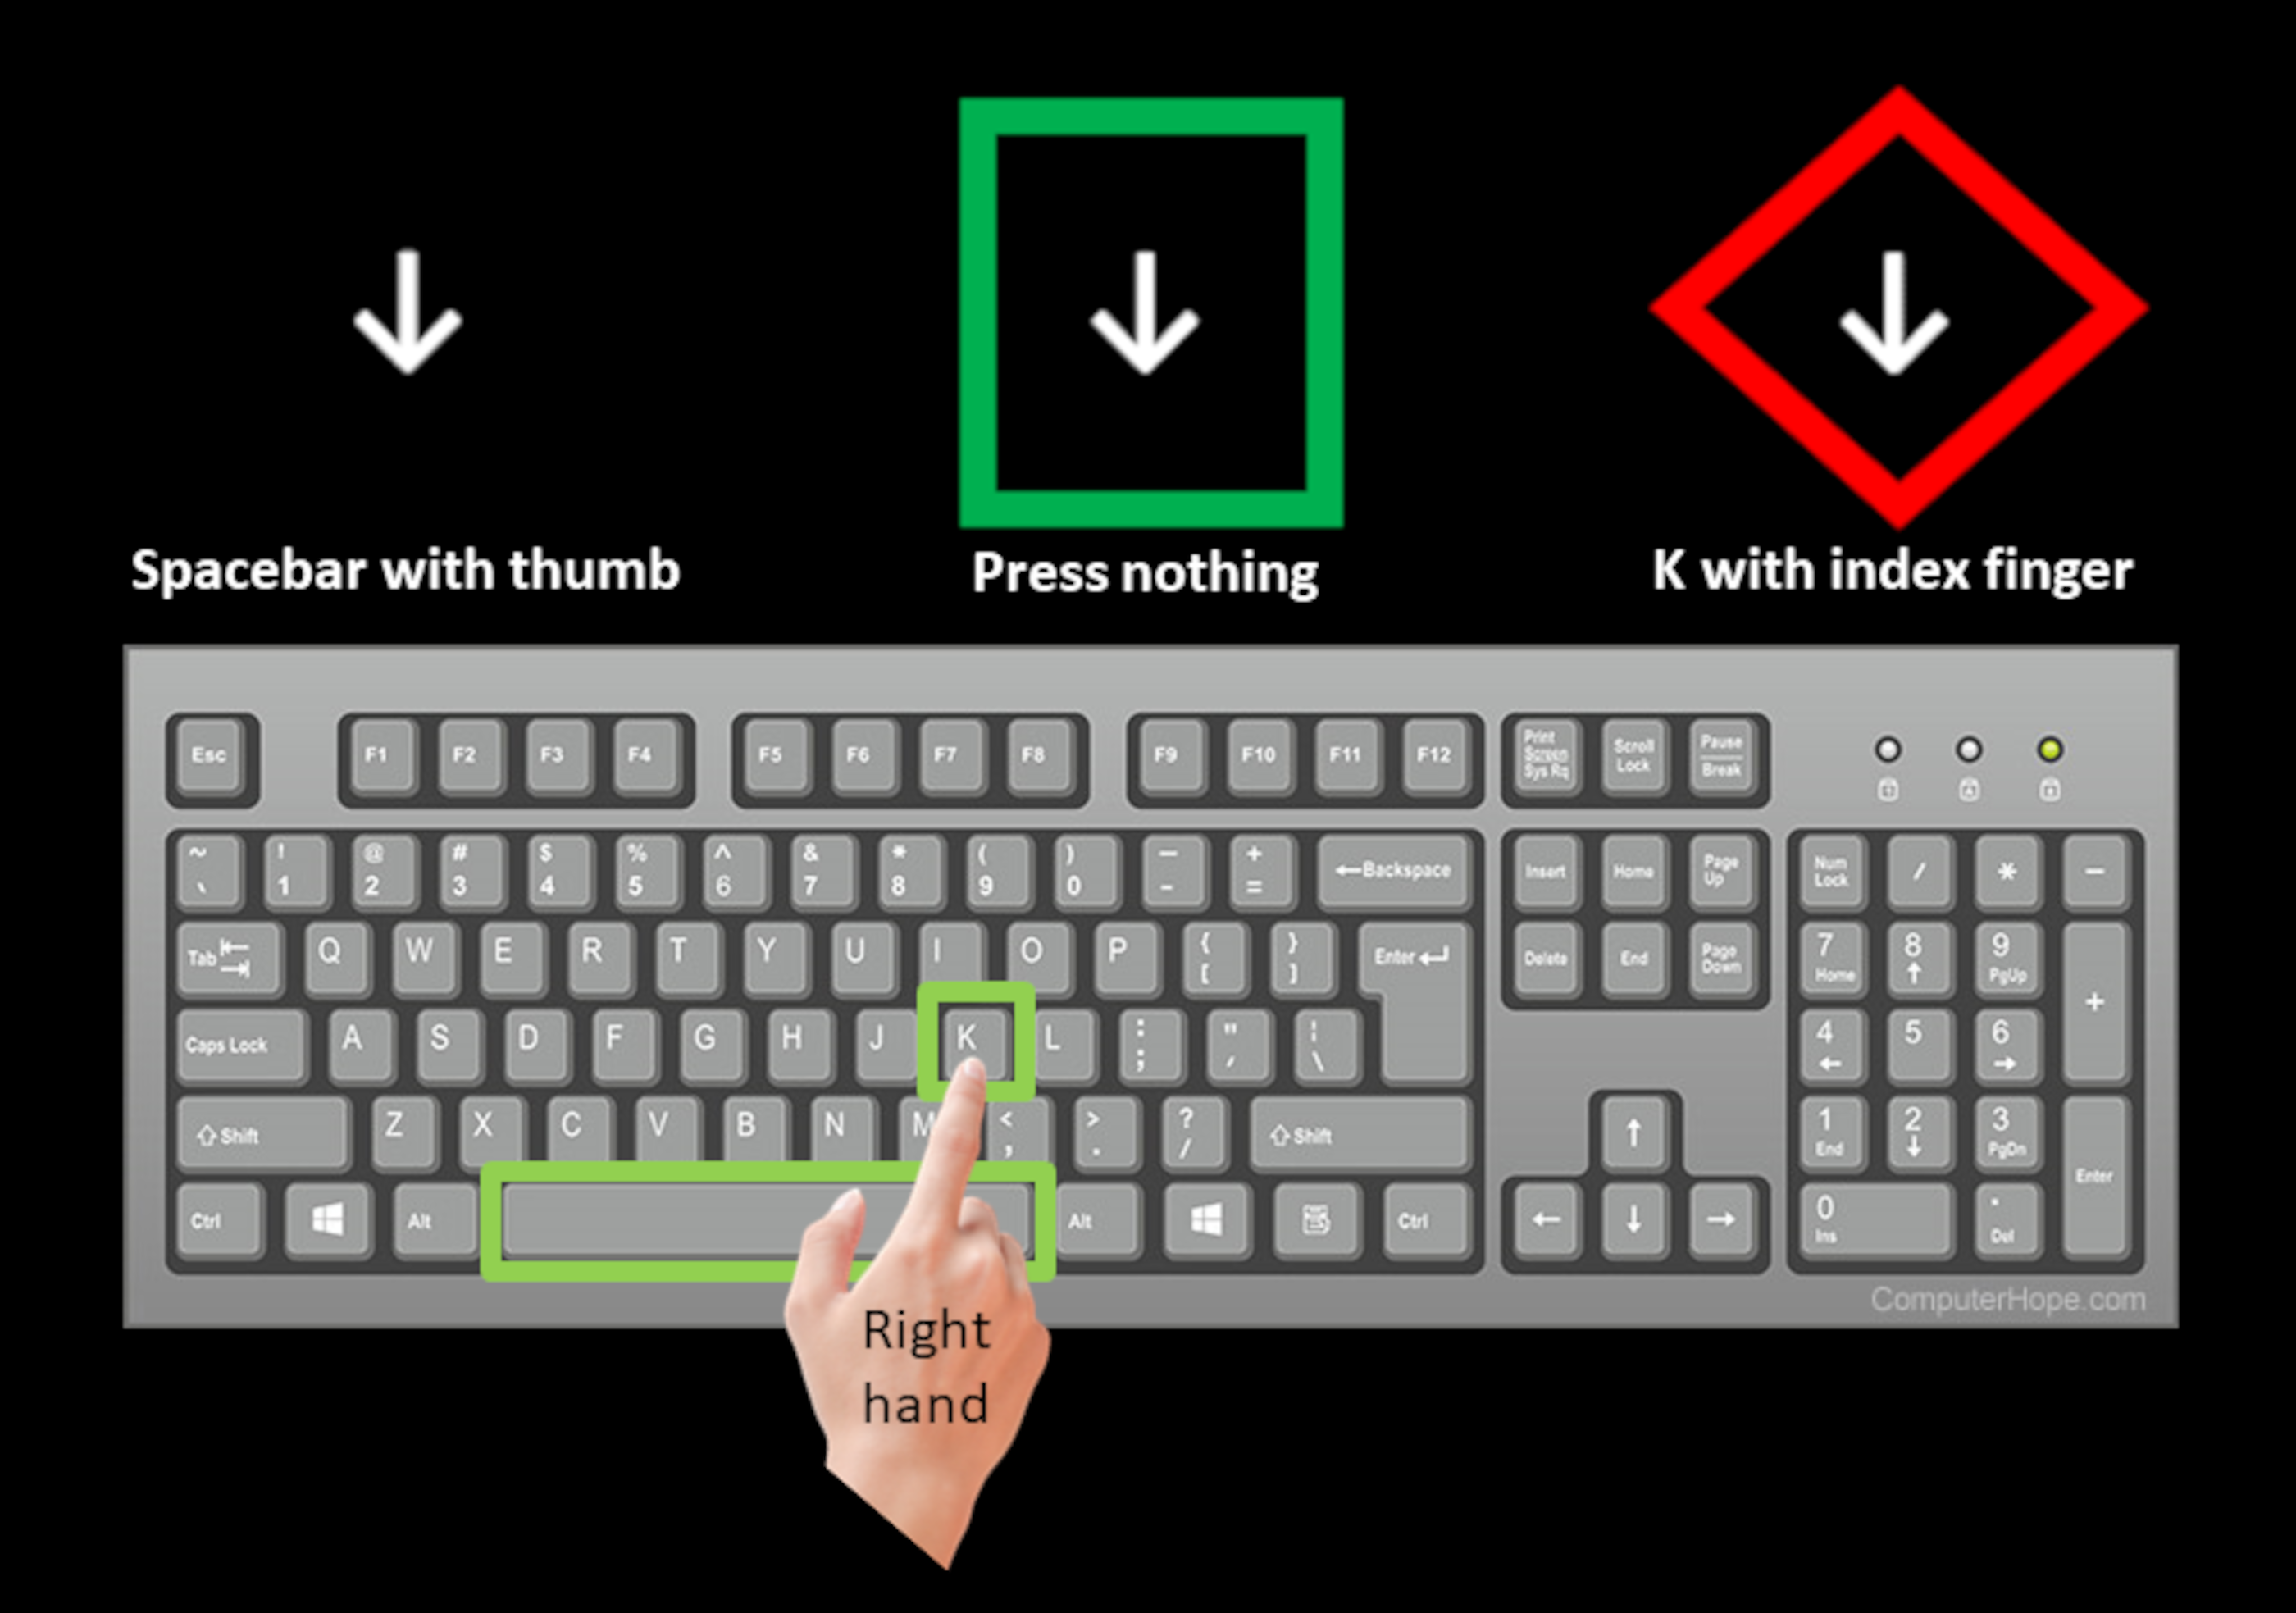 Spacebar with thumb
Press nothing
K with index finger
Esc F1 F2 F3 F4 F5 F6 F7 F8 F9 F10 F11 F12 Print Scroll Pause
Screen Lock Break
Sys Rq
~ ! @ # $ % ^ & * ( ) — + ←Backspace Insert Home Page Num / * −
` 1 2 3 4 5 6 7 8 9 0 - = Up Lock
Tab Q W E R T Y U I O P { } Enter Delete End Page 7 8 9 +
[ ] Down Home ↑ PgUp
Caps Lock A S D F G H J K L : " ¦ 4 5 6
; ' \ ← →
Shift Z X C V B N M < > ? Shift ↑ 1 2 3 Enter
, . / End ↓ PgDn
Ctrl Alt Alt Ctrl ← ↓ → 0 .
Ins Del
ComputerHope.com
Right
hand